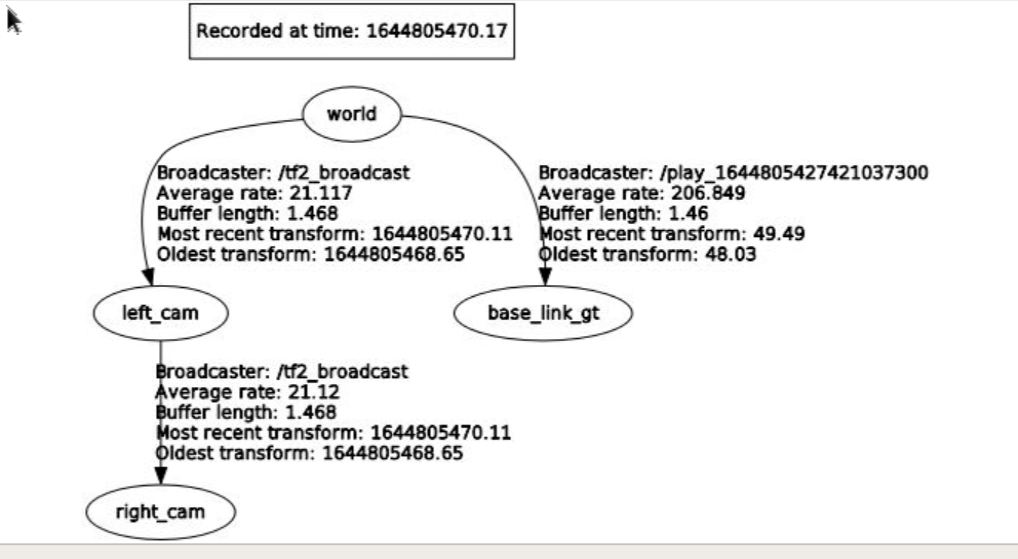 Recorded at time: 1644805470.17
world
Broadcaster: /tf2_broadcast
Average rate: 21.117
Buffer length: 1.468
Most recent transform: 1644805470.11
Oldest transform: 1644805468.65
Broadcaster: /play_1644805427421037300
Average rate: 206.849
Buffer length: 1.46
Most recent transform: 49.49
Oldest transform: 48.03
left_cam
base_link_gt
Broadcaster: /tf2_broadcast
Average rate: 21.12
Buffer length: 1.468
Most recent transform: 1644805470.11
Oldest transform: 1644805468.65
right_cam